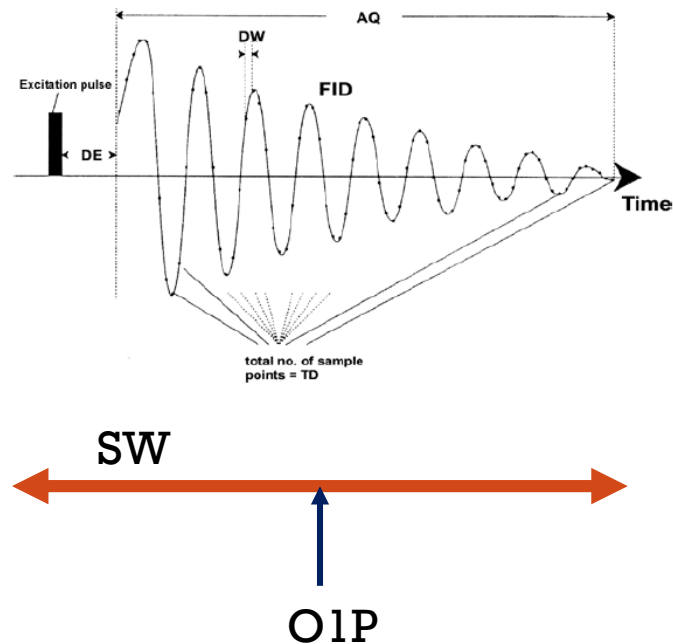 AQ
DW
FID
Excitation pulse
DE
Time
total no. of sample
points = TD
SW
O1P